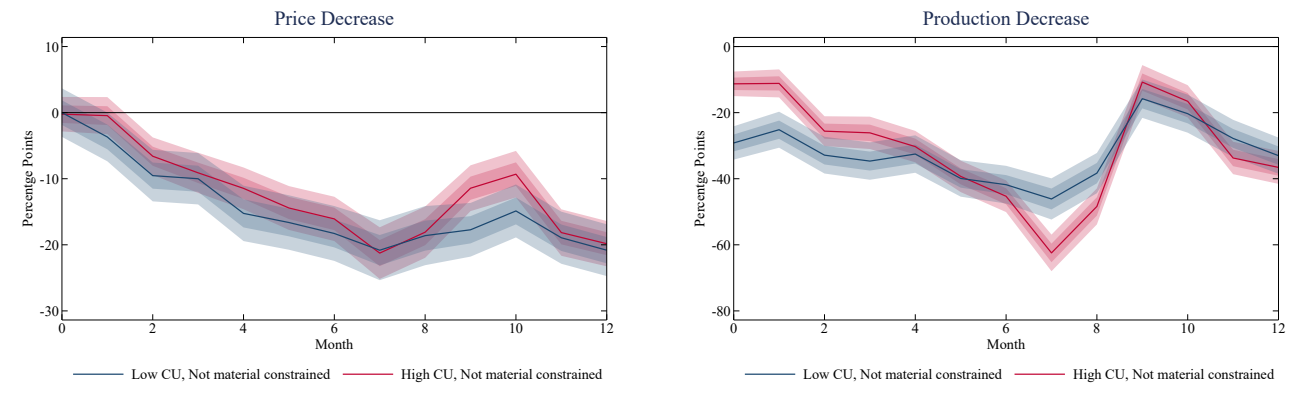 Price Decrease
Percentge Points
10
0
-10
-20
-30
0 2 4 6 8 10 12
Month
Low CU, Not material constrained High CU, Not material constrained
Production Decrease
Percentge Points
0
-20
-40
-60
-80
0 2 4 6 8 10 12
Month
Low CU, Not material constrained High CU, Not material constrained